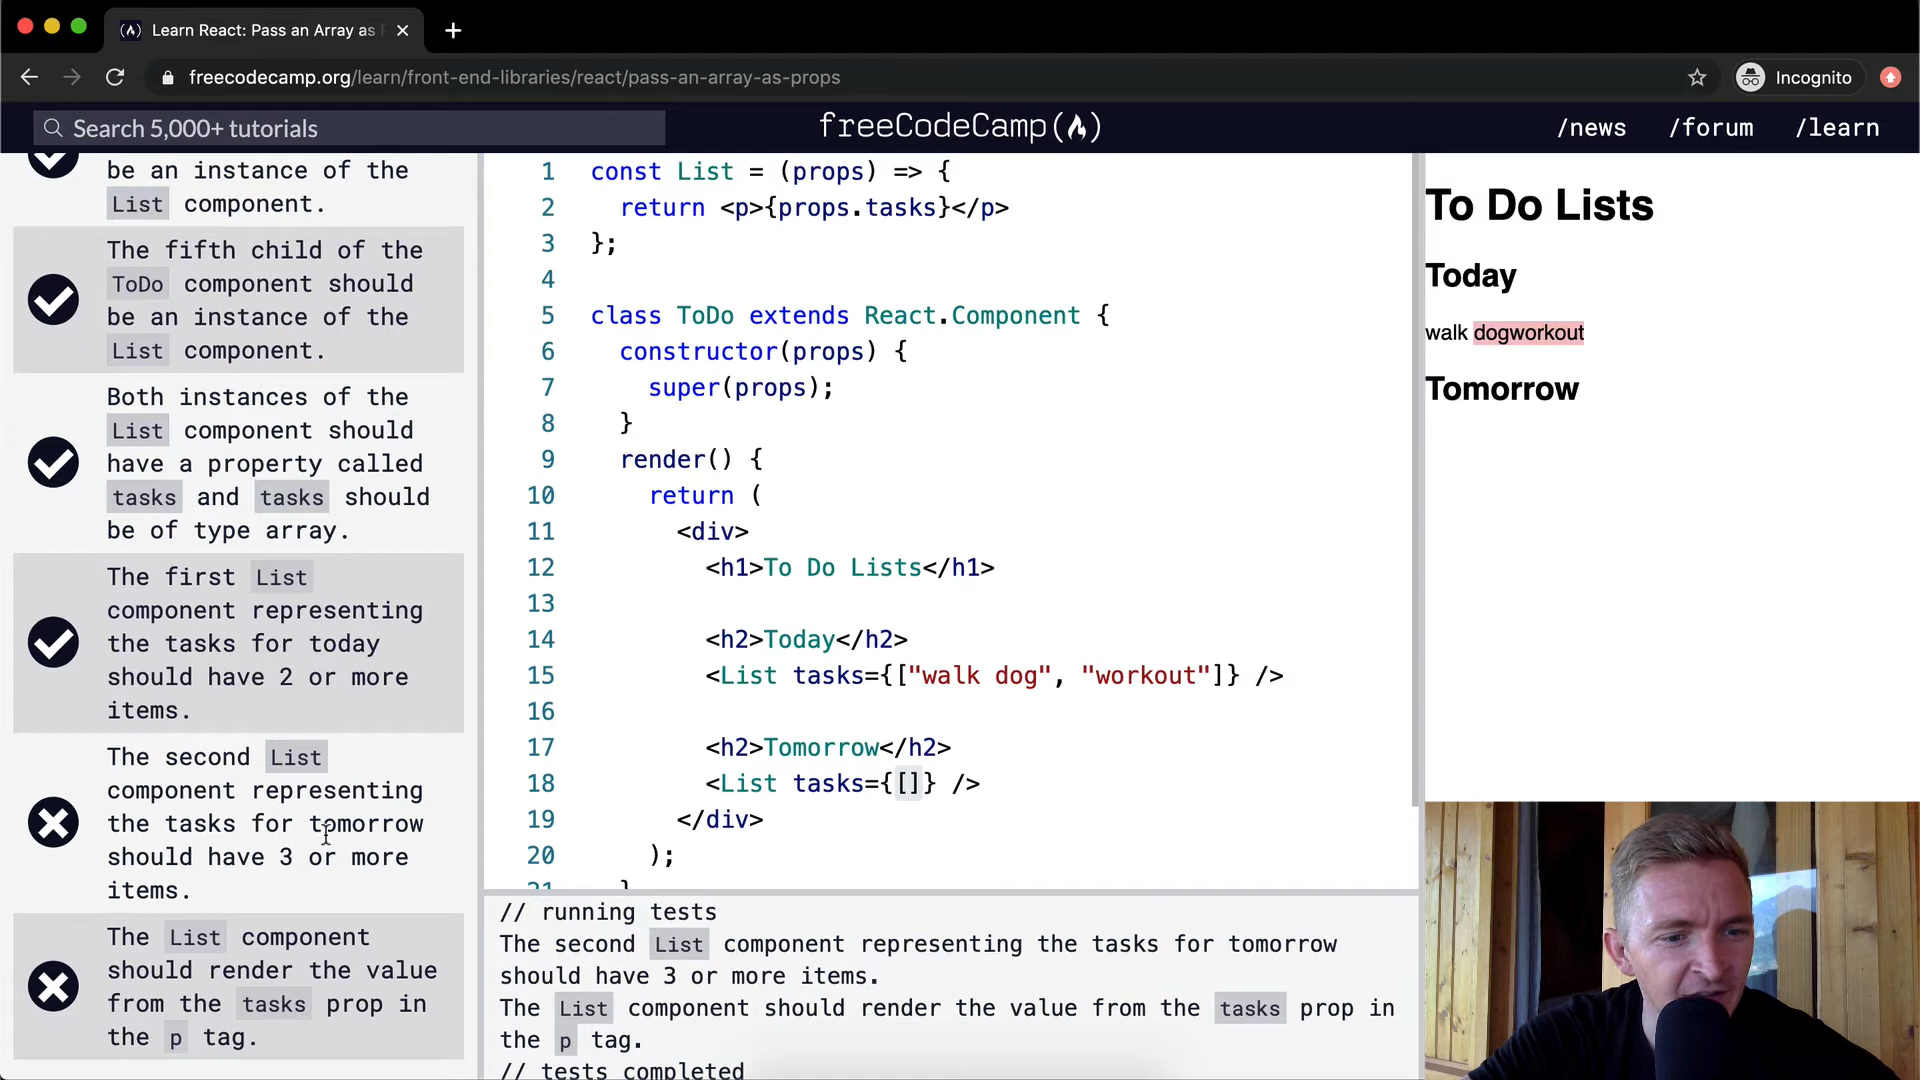 Learn React: Pass an Array as
freecodecamp.org/learn/front-end-libraries/react/pass-an-array-as-props
Incognito
Search 5,000+ tutorials
freeCodeCamp(🔥)
/news /forum /learn
be an instance of the
List component.
The fifth child of the
ToDo component should
be an instance of the
List component.
Both instances of the
List component should
have a property called
tasks and tasks should
be of type array.
The first List
component representing
the tasks for today
should have 2 or more
items.
The second List
component representing
the tasks for tomorrow
should have 3 or more
items.
The List component
should render the value
from the tasks prop in
the p tag.
1 const List = (props) => {
2 return <p>{props.tasks}</p>
3 };
4
5 class ToDo extends React.Component {
6 constructor(props) {
7 super(props);
8 }
9 render() {
10 return (
11 <div>
12 <h1>To Do Lists</h1>
13
14 <h2>Today</h2>
15 <List tasks={["walk dog", "workout"]} />
16
17 <h2>Tomorrow</h2>
18 <List tasks={[]} />
19 </div>
20 );
21 }
// running tests
The second List component representing the tasks for tomorrow
should have 3 or more items.
The List component should render the value from the tasks prop in
the p tag.
// tests completed
To Do Lists
Today
walk dogworkout
Tomorrow